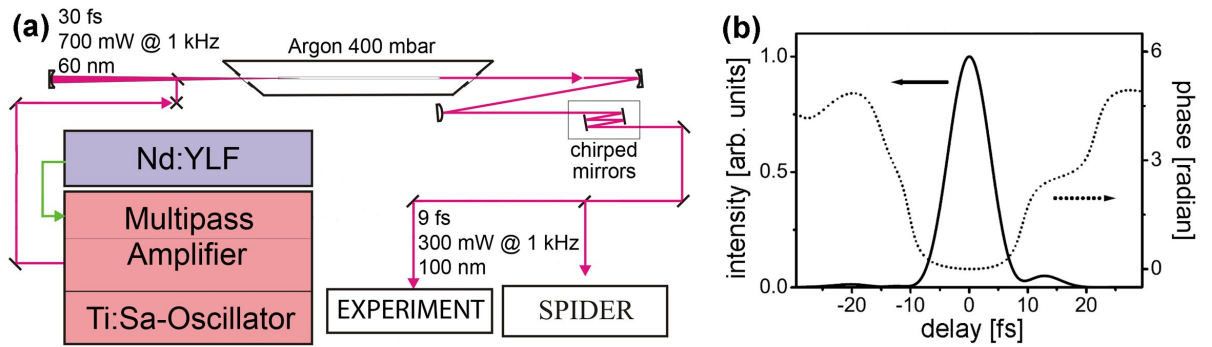 (a)
30 fs
700 mW @ 1 kHz
60 nm
Argon 400 mbar
chirped
mirrors
Nd:YLF
Multipass
Amplifier
Ti:Sa-Oscillator
9 fs
300 mW @ 1 kHz
100 nm
EXPERIMENT
SPIDER
(b)
intensity [arb. units]
1.0
0.5
0.0
-20
-10
0
10
20
delay [fs]
6
3
0
phase [radian]